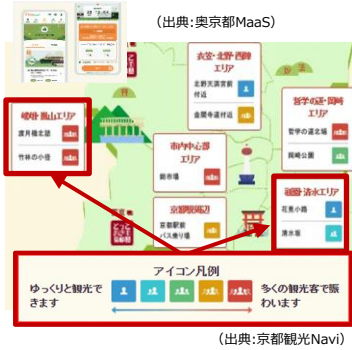 (出典:奥京都MaaS)
衣笠・北野・西陣
エリア
北野天満宮前
付近
金閣寺道付近
嵯峨・嵐山エリア
渡月橋北詰
竹林の小径
市内中心部
エリア
錦市場
哲学の道・岡崎
エリア
哲学の道北端
岡崎公園
京都駅周辺
京都駅前
バス乗り場
祇園・清水エリア
花見小路
清水坂
アイコン凡例
ゆっくりと観光で
きます
多くの観光客で賑
わいます
(出典:京都観光Navi)